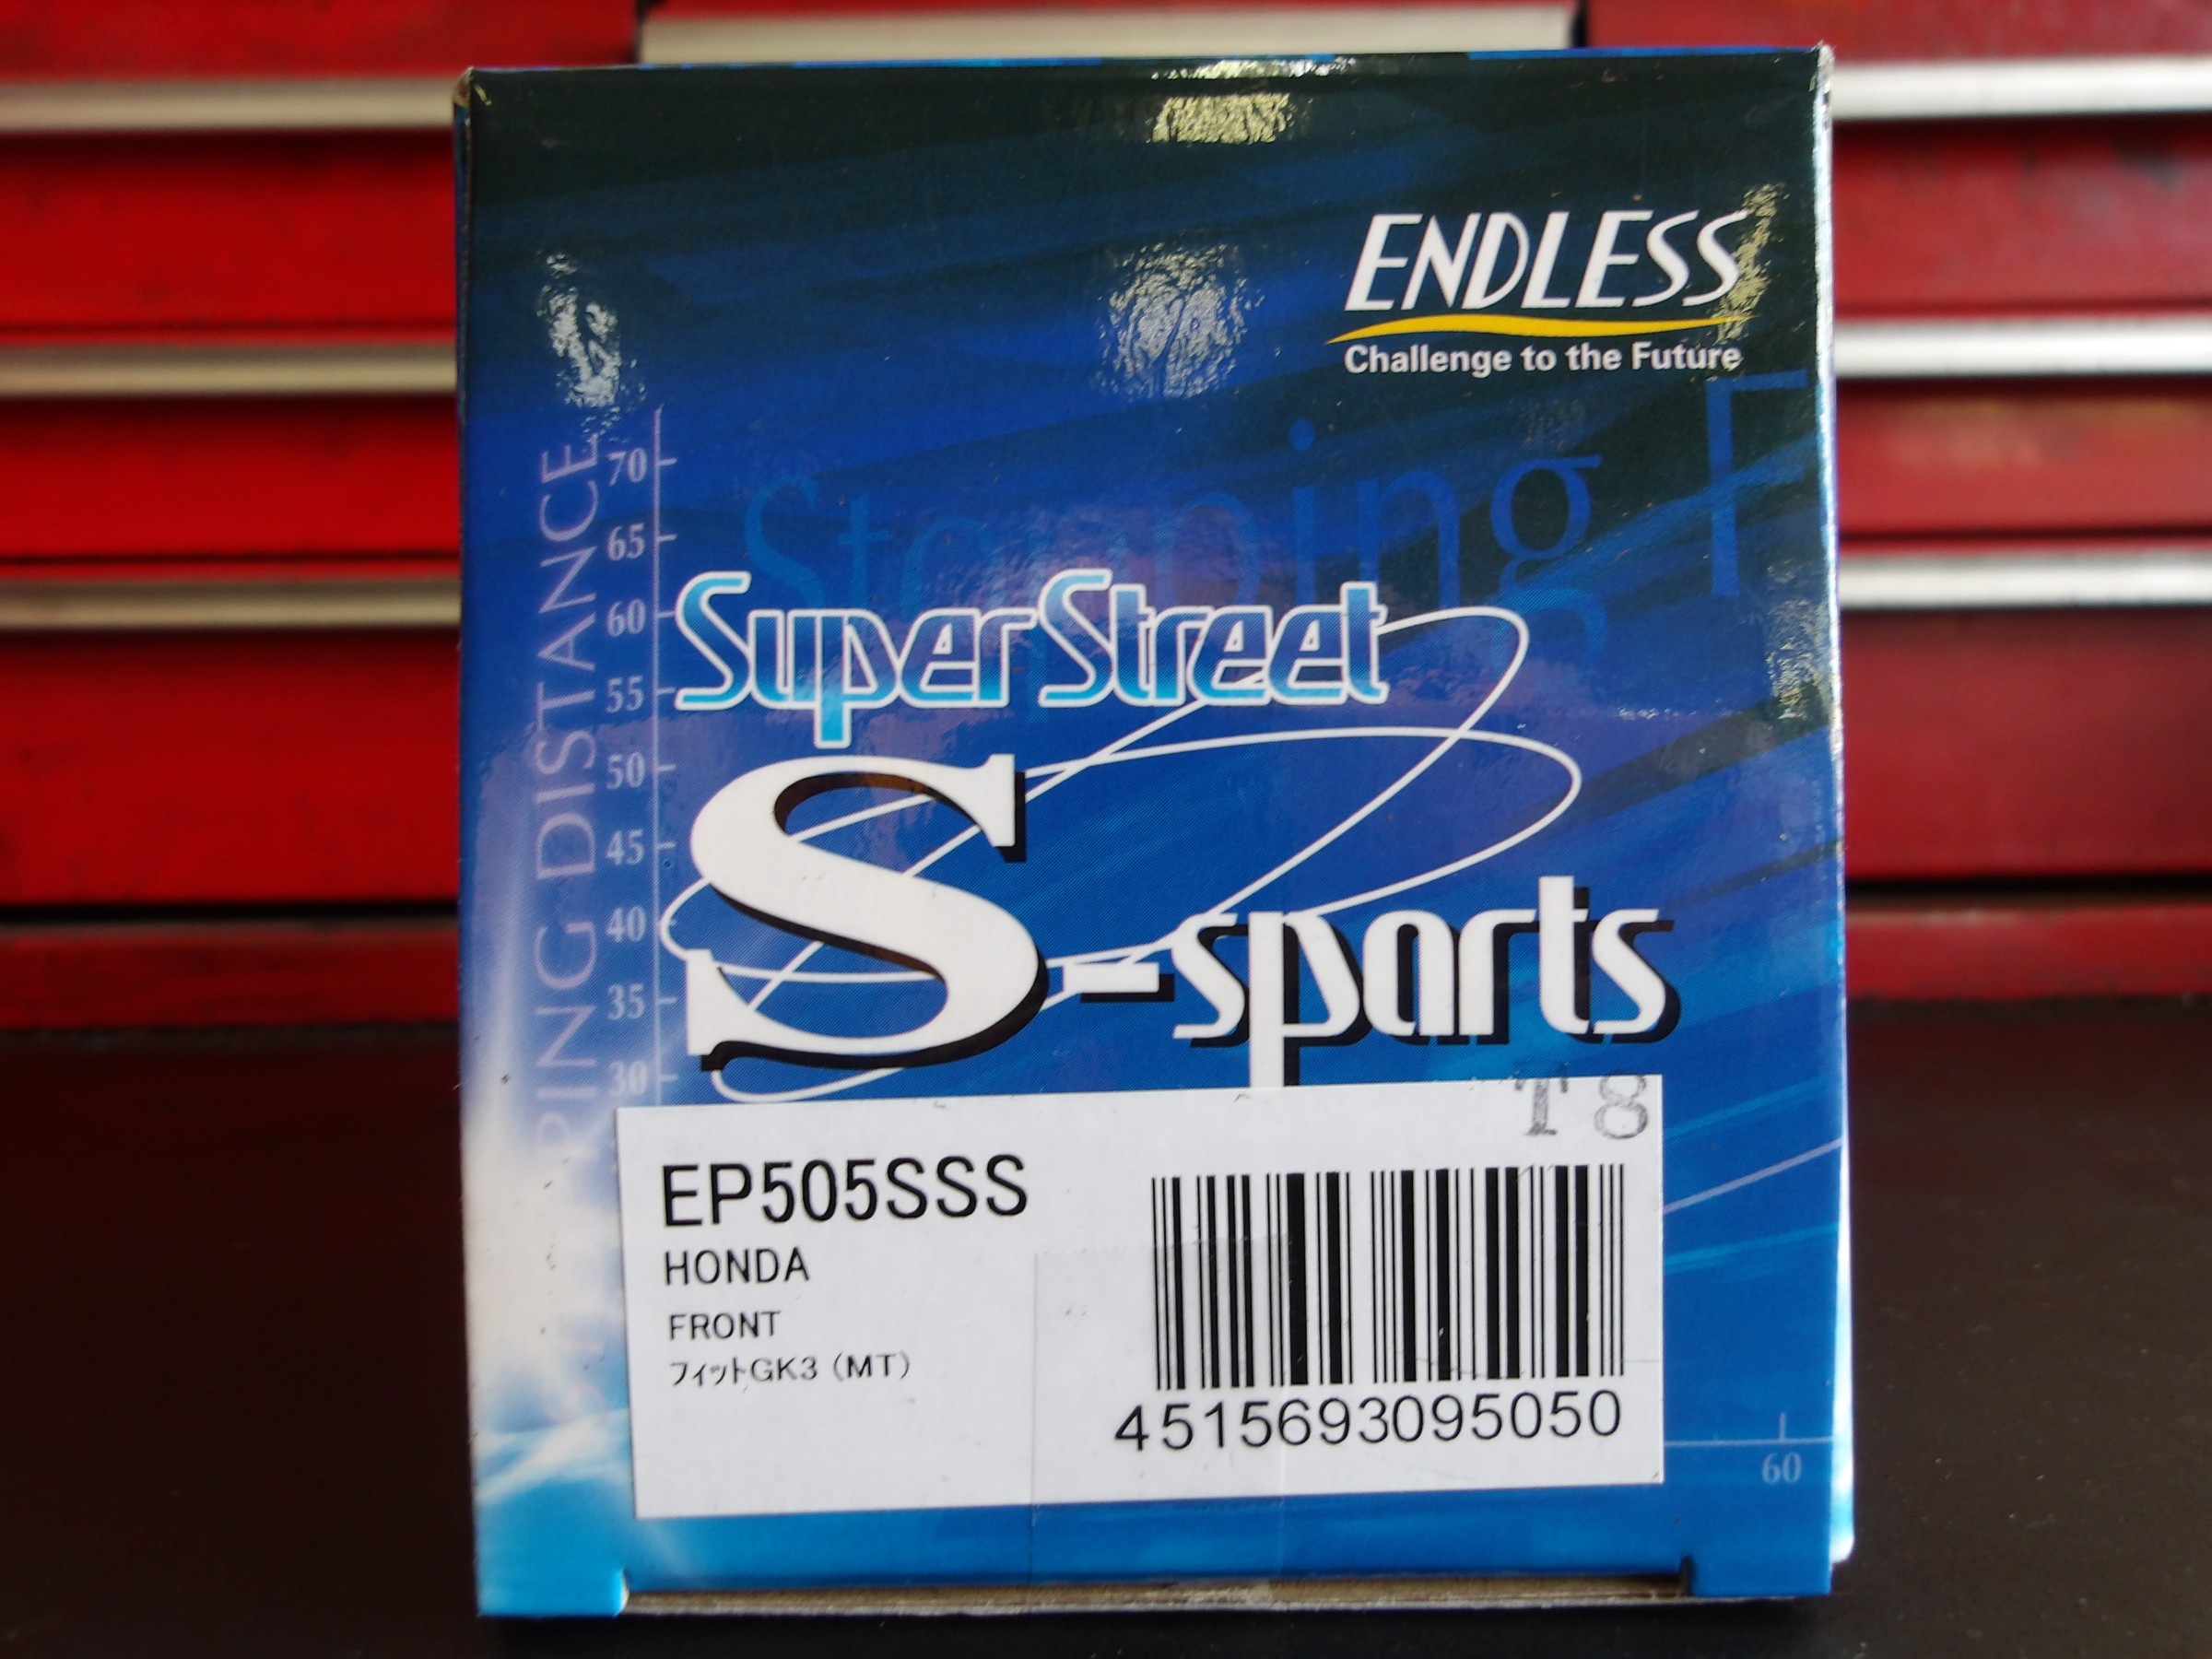 ENDLESS
Challenge to the Future
Stopping F
PING DISTANCE
70
65
60
55
50
45
40
35
30
Super Street
S-sports
T8
EP505SSS
HONDA
FRONT
フィットGK3 (MT)
4515693095050
60